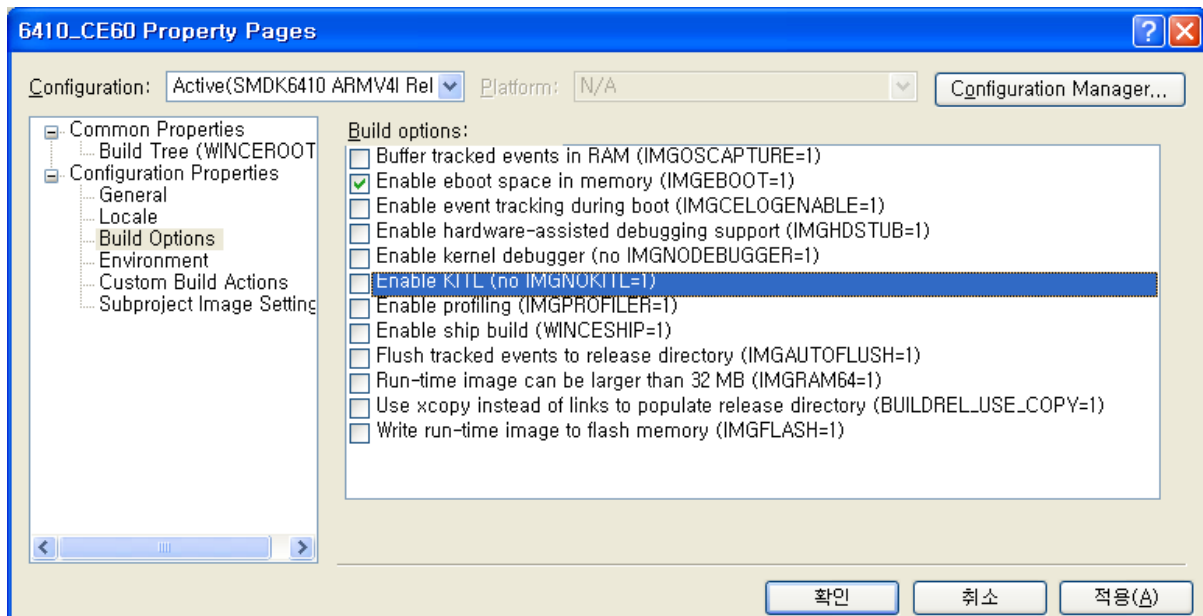 6410_CE60 Property Pages
Configuration: Active(SMDK6410 ARMV4I Rel Platform: N/A Configuration Manager...
Common Properties
Build Tree (WINCEROOT
Configuration Properties
General
Locale
Build Options
Environment
Custom Build Actions
Subproject Image Setting
Build options:
Buffer tracked events in RAM (IMGOSCAPTURE=1)
Enable eboot space in memory (IMGEBOOT=1)
Enable event tracking during boot (IMGCELOGENABLE=1)
Enable hardware-assisted debugging support (IMGHDSTUB=1)
Enable kernel debugger (no IMGNODEBUGGER=1)
Enable KITL (no IMGNOKITL=1)
Enable profiling (IMGPROFILER=1)
Enable ship build (WINCESHIP=1)
Flush tracked events to release directory (IMGAUTOFLUSH=1)
Run-time image can be larger than 32 MB (IMGRAM64=1)
Use xcopy instead of links to populate release directory (BUILDREL_USE_COPY=1)
Write run-time image to flash memory (IMGFLASH=1)
확인 취소 적용(A)